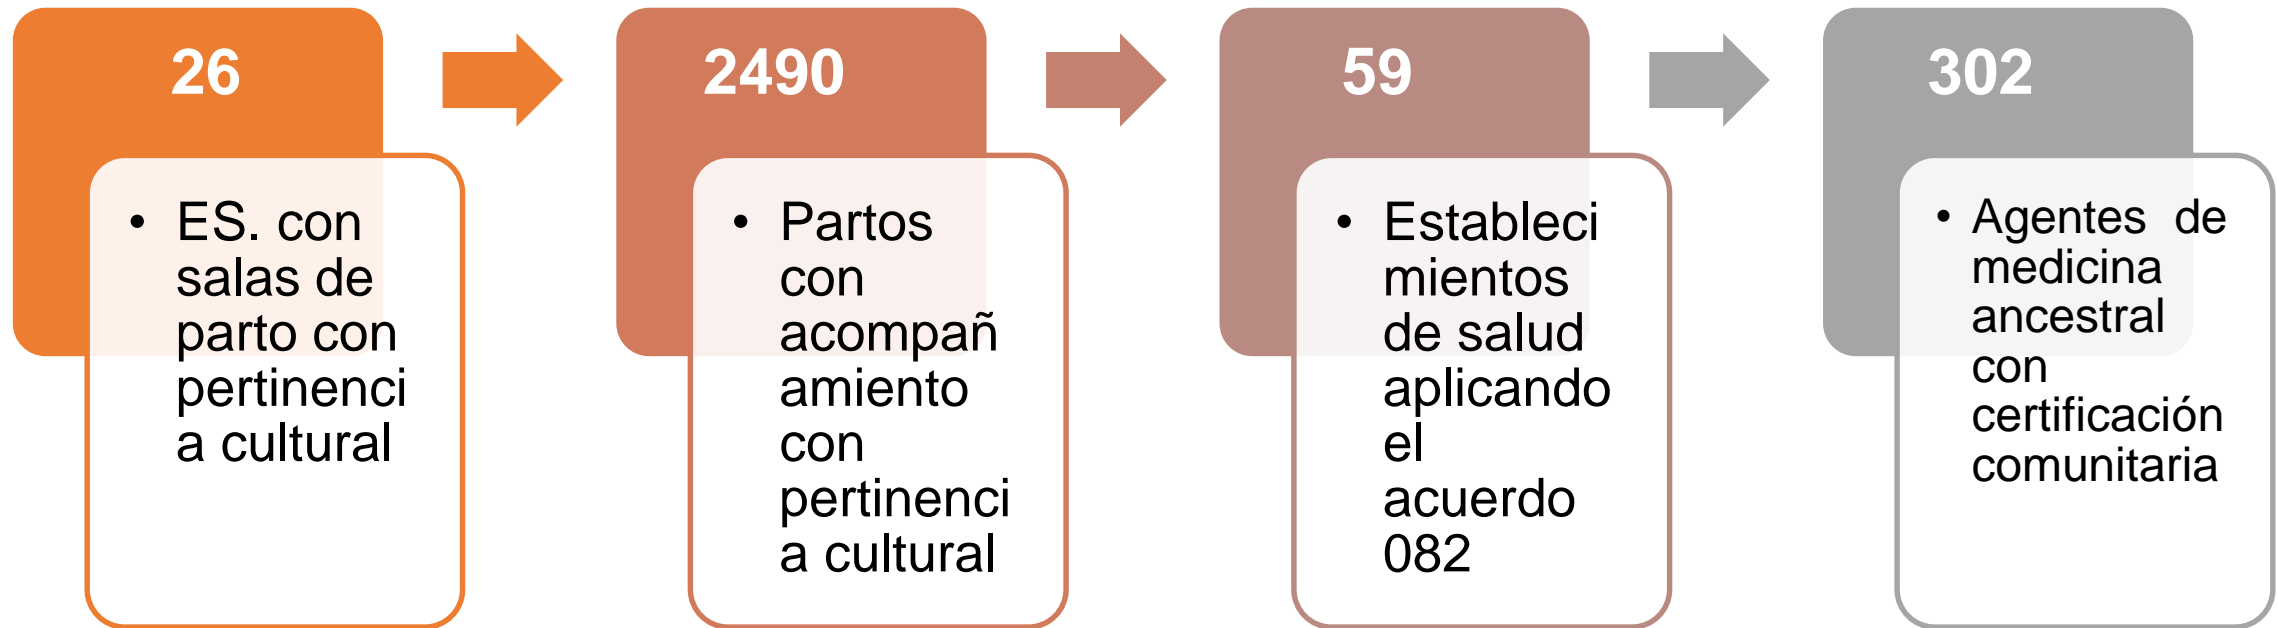 26
• ES. con
salas de
parto con
pertinenci
a cultural
2490
• Partos
con
acompañ
amiento
con
pertinenci
a cultural
59
• Estableci
mientos
de salud
aplicando
el
acuerdo
082
302
• Agentes de
medicina
ancestral
con
certificación
comunitaria